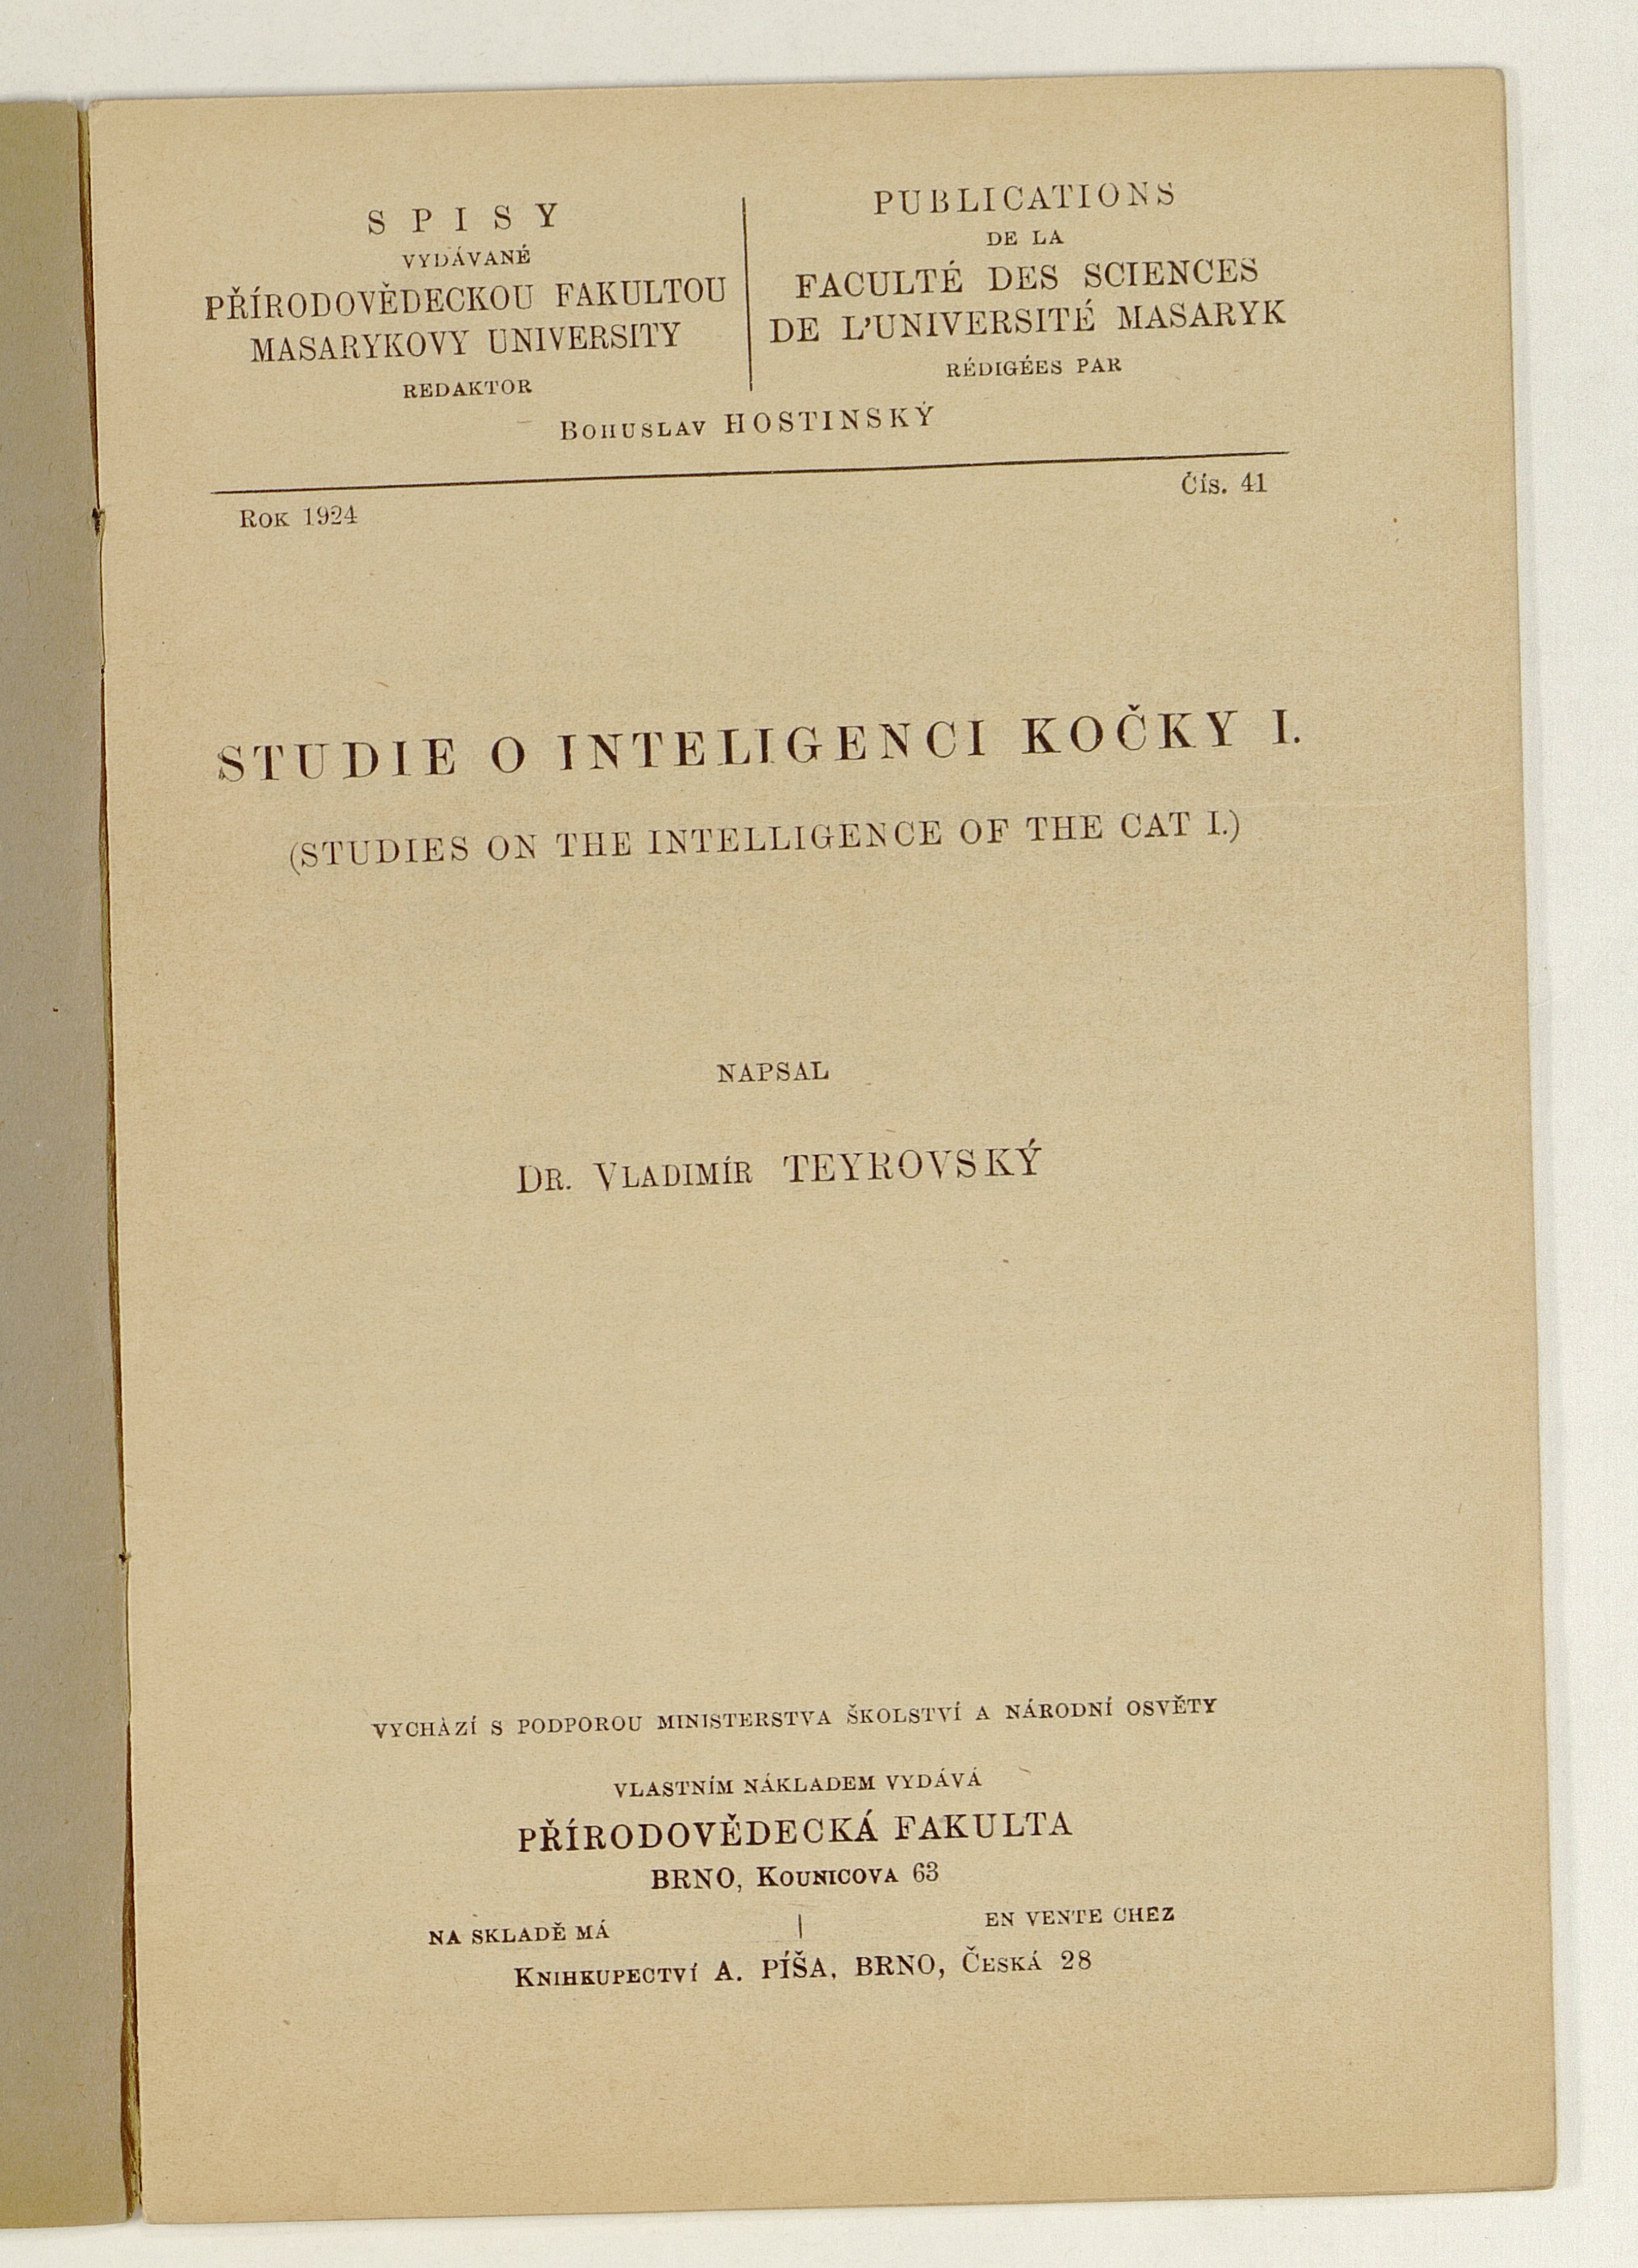 SPISY
VYDÁVANÉ
PŘÍRODOVĚDECKOU FAKULTOU
MASARYKOVY UNIVERSITY
REDAKTOR
PUBLICATIONS
DE LA
FACULTÉ DES SCIENCES
DE L'UNIVERSITÉ MASARYK
RÉDIGÉES PAR
BOHUSLAV HOSTINSKÝ
ROK 1924
Čís. 41
STUDIE O INTELIGENCI KOČKY I.
(STUDIES ON THE INTELLIGENCE OF THE CAT I.)
NAPSAL
DR. VLADIMÍR TEYROVSKÝ
VYCHÁZÍ S PODPOROU MINISTERSTVA ŠKOLSTVÍ A NÁRODNÍ OSVĚTY
VLASTNÍM NÁKLADEM VYDÁVÁ
PŘÍRODOVĚDECKÁ FAKULTA
BRNO, KOUNICOVA 63
NA SKLADĚ MÁ | EN VENTE CHEZ
KNIHKUPECTVÍ A. PÍŠA, BRNO, ČESKÁ 28